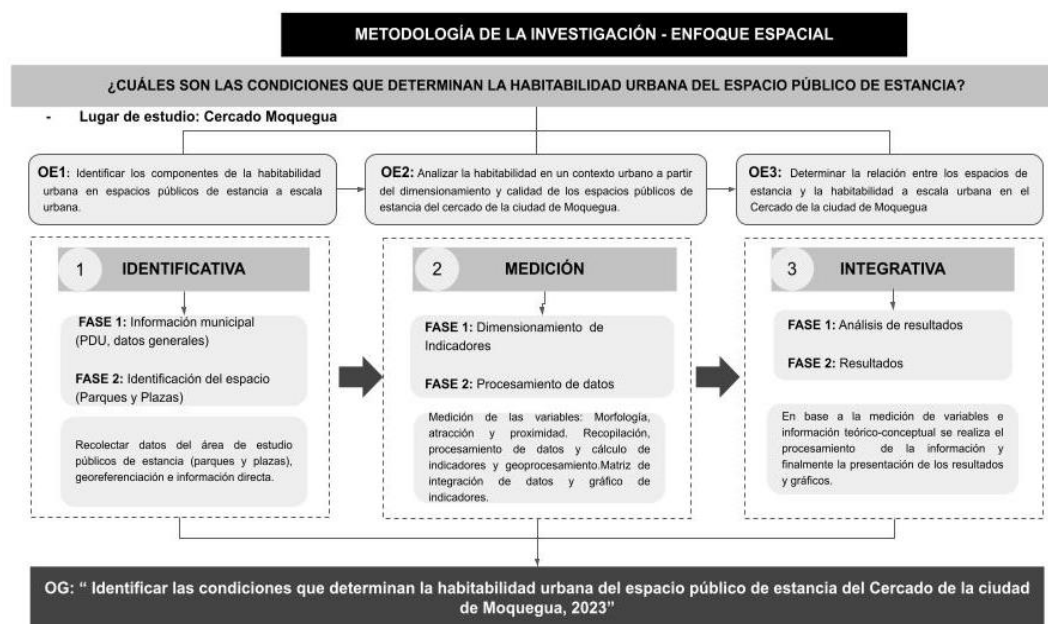 METODOLOGÍA DE LA INVESTIGACIÓN - ENFOQUE ESPACIAL
¿CUÁLES SON LAS CONDICIONES QUE DETERMINAN LA HABITABILIDAD URBANA DEL ESPACIO PÚBLICO DE ESTANCIA?
- Lugar de estudio: Cercado Moquegua
OE1: Identificar los componentes de la habitabilidad
urbana en espacios públicos de estancia a escala
urbana.
OE2: Analizar la habitabilidad en un contexto urbano a partir
del dimensionamiento y calidad de los espacios públicos de
estancia del cercado de la ciudad de Moquegua.
OE3: Determinar la relación entre los espacios de
estancia y la habitabilidad a escala urbana en el
Cercado de la ciudad de Moquegua
1 IDENTIFICATIVA
FASE 1: Información municipal
(PDU, datos generales)
FASE 2: Identificación del espacio
(Parques y Plazas)
Recolectar datos del área de estudio
públicos de estancia (parques y plazas),
georeferenciación e información directa.
2 MEDICIÓN
FASE 1: Dimensionamiento de
Indicadores
FASE 2: Procesamiento de datos
Medición de las variables: Morfología,
atracción y proximidad. Recopilación,
procesamiento de datos y cálculo de
indicadores y geoprocesamiento.Matriz de
integración de datos y gráfico de
indicadores.
3 INTEGRATIVA
FASE 1: Análisis de resultados
FASE 2: Resultados
En base a la medición de variables e
información teórico-conceptual se realiza el
procesamiento de la información y
finalmente la presentación de los resultados
y gráficos.
OG: “ Identificar las condiciones que determinan la habitabilidad urbana del espacio público de estancia del Cercado de la ciudad
de Moquegua, 2023”